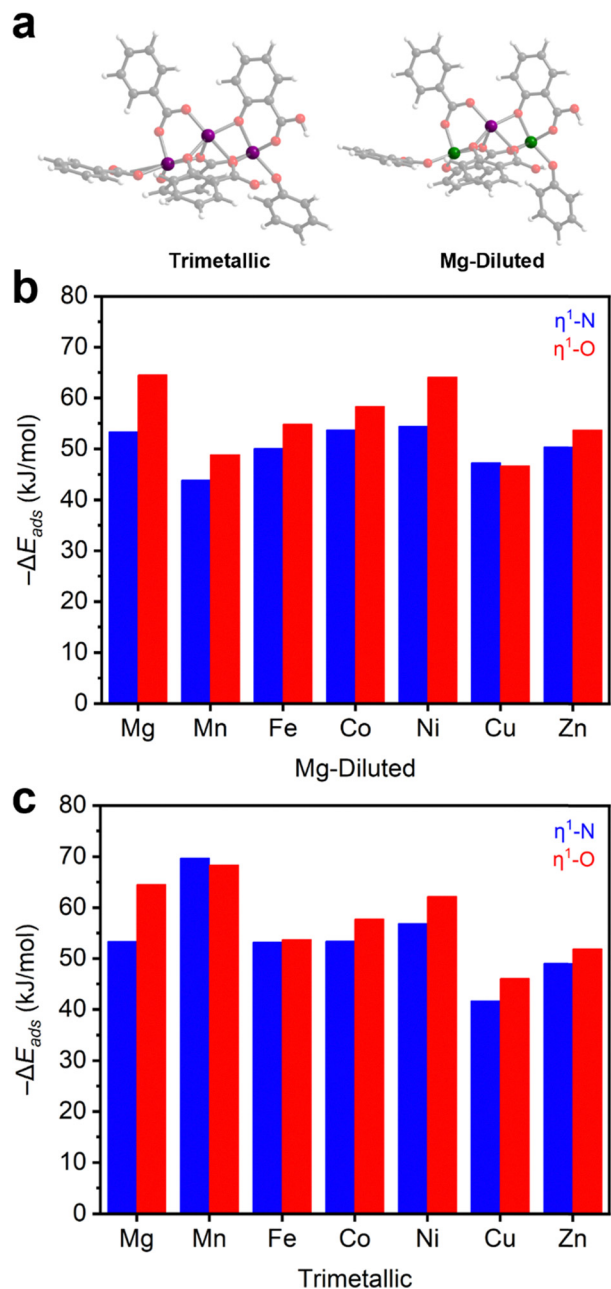 a
Trimetallic
Mg-Diluted
b
80
70
60
50
40
30
20
10
0
−ΔE_ads (kJ/mol)
η¹-N
η¹-O
Mg Mn Fe Co Ni Cu Zn
Mg-Diluted
c
80
70
60
50
40
30
20
10
0
−ΔE_ads (kJ/mol)
η¹-N
η¹-O
Mg Mn Fe Co Ni Cu Zn
Trimetallic